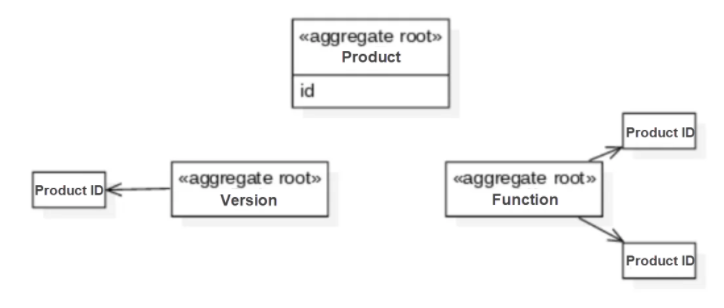 «aggregate root»
Product
id
Product ID
Product ID
«aggregate root»
Version
«aggregate root»
Function
Product ID